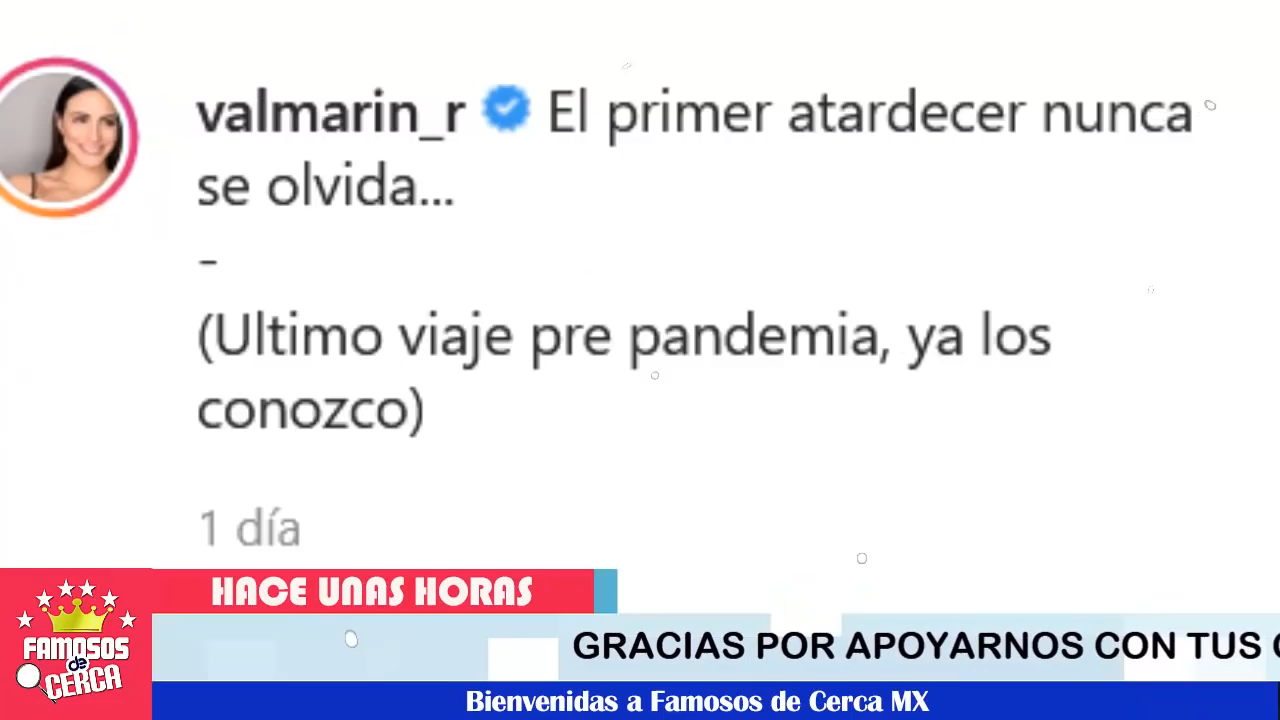 valmarin_r El primer atardecer nunca
se olvida...
-
(Ultimo viaje pre pandemia, ya los
conozco)
1 día
HACE UNAS HORAS
FAMOSOS
de
CERCA
GRACIAS POR APOYARNOS CON TUS
Bienvenidas a Famosos de Cerca MX